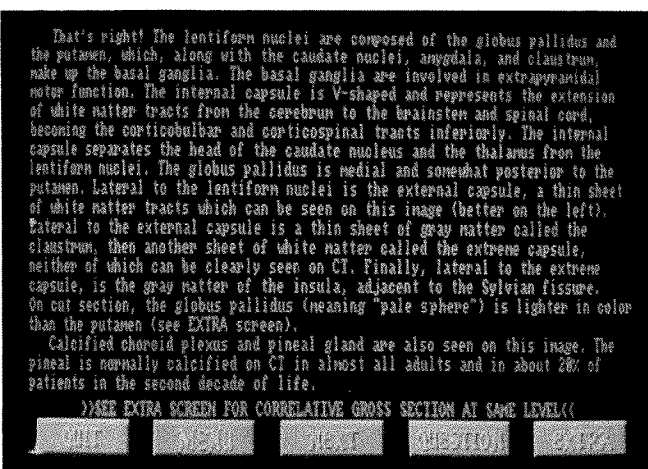 That's right! The lentiform nuclei are composed of the globus pallidus and
the putamen, which, along with the caudate nuclei, amygdala, and claustrum,
make up the basal ganglia. The basal ganglia are involved in extrapyramidal
motor function. The internal capsule is V-shaped and represents the extension
of white matter tracts from the cerebrum to the brainstem and spinal cord,
becoming the corticobulbar and corticospinal tracts inferiorly. The internal
capsule separates the head of the caudate nucleus and the thalamus from the
lentiform nuclei. The globus pallidus is medial and somewhat posterior to the
putamen. Lateral to the lentiform nuclei is the external capsule, a thin sheet
of white matter tracts which can be seen on this image (better on the left).
Lateral to the external capsule is a thin sheet of gray matter called the
claustrum, then another sheet of white matter called the extreme capsule,
neither of which can be clearly seen on CT. Finally, lateral to the extreme
capsule, is the gray matter of the insula, adjacent to the Sylvian fissure.
On cut section, the globus pallidus (meaning "pale sphere") is lighter in color
than the putamen (see EXTRA screen).
Calcified choroid plexus and pineal gland are also seen on this image. The
pineal is normally calcified on CT in almost all adults and in about 20% of
patients in the second decade of life.
>>SEE EXTRA SCREEN FOR CORRELATIVE GROSS SECTION AT SAME LEVEL<<
NEXT QUESTION EXTRA